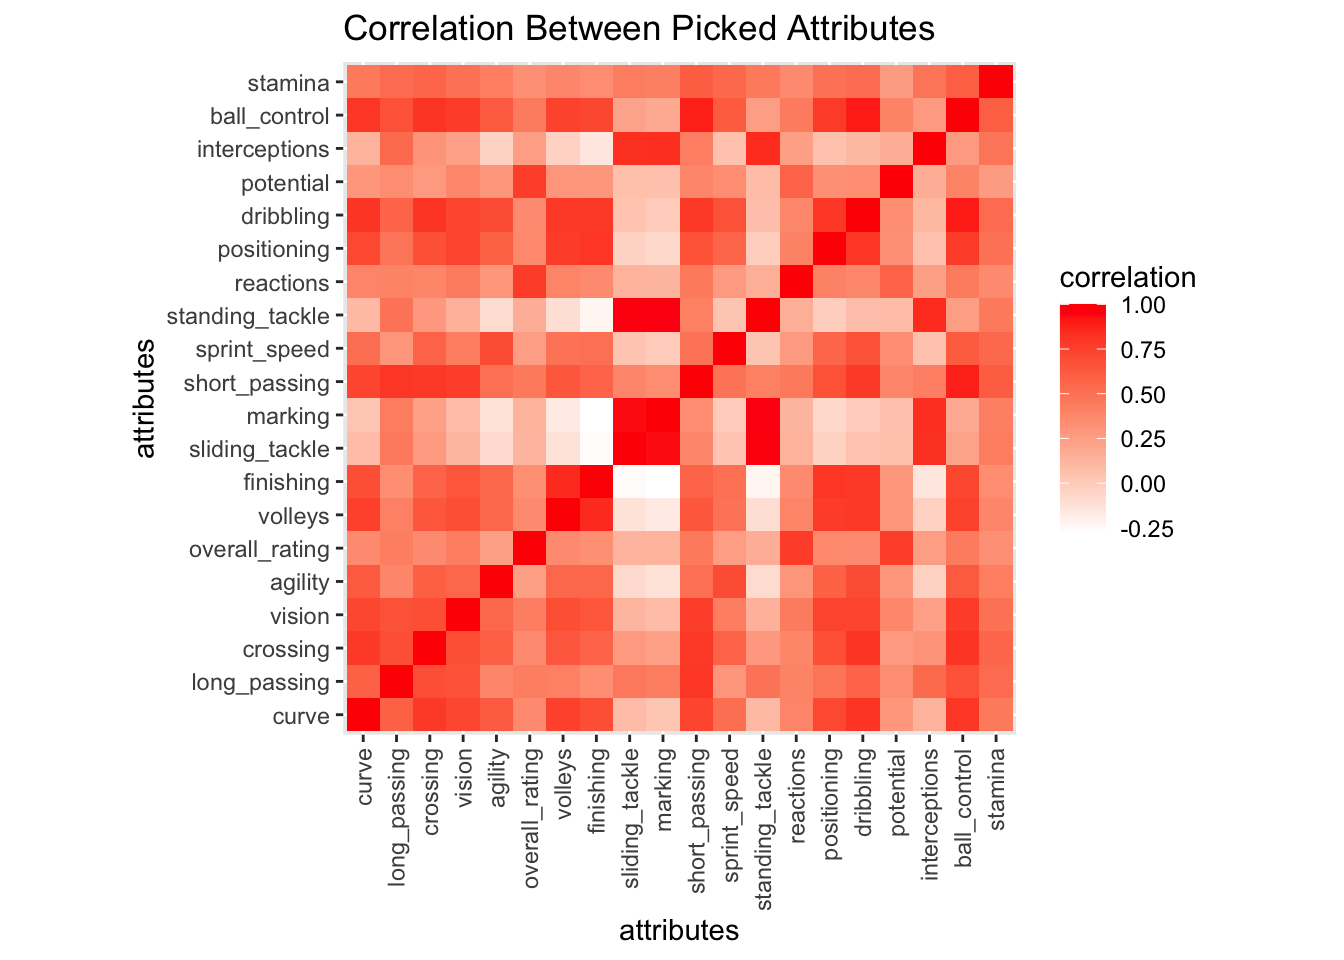 Correlation Between Picked Attributes
stamina
ball_control
interceptions
potential
dribbling
positioning
reactions
standing_tackle
sprint_speed
short_passing
marking
sliding_tackle
finishing
volleys
overall_rating
agility
vision
crossing
long_passing
curve
attributes
curve
long_passing
crossing
vision
agility
overall_rating
volleys
finishing
sliding_tackle
marking
short_passing
sprint_speed
standing_tackle
reactions
positioning
dribbling
potential
interceptions
ball_control
stamina
attributes
correlation
1.00
0.75
0.50
0.25
0.00
-0.25